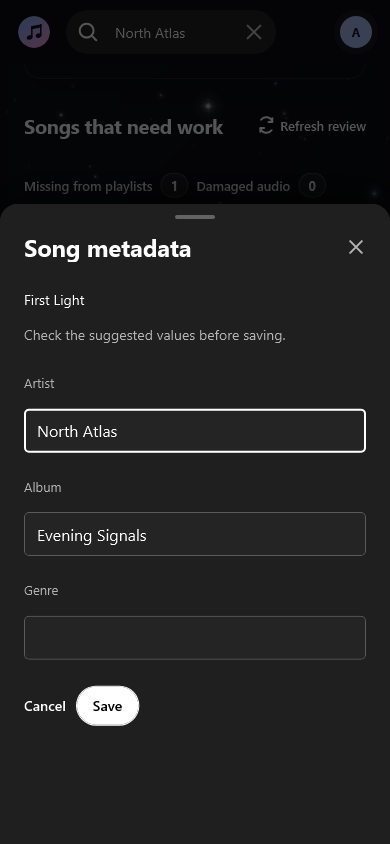 North Atlas
A
Songs that need work
Refresh review
Missing from playlists 1 Damaged audio 0
Song metadata
First Light
Check the suggested values before saving.
Artist
North Atlas
Album
Evening Signals
Genre
Cancel Save